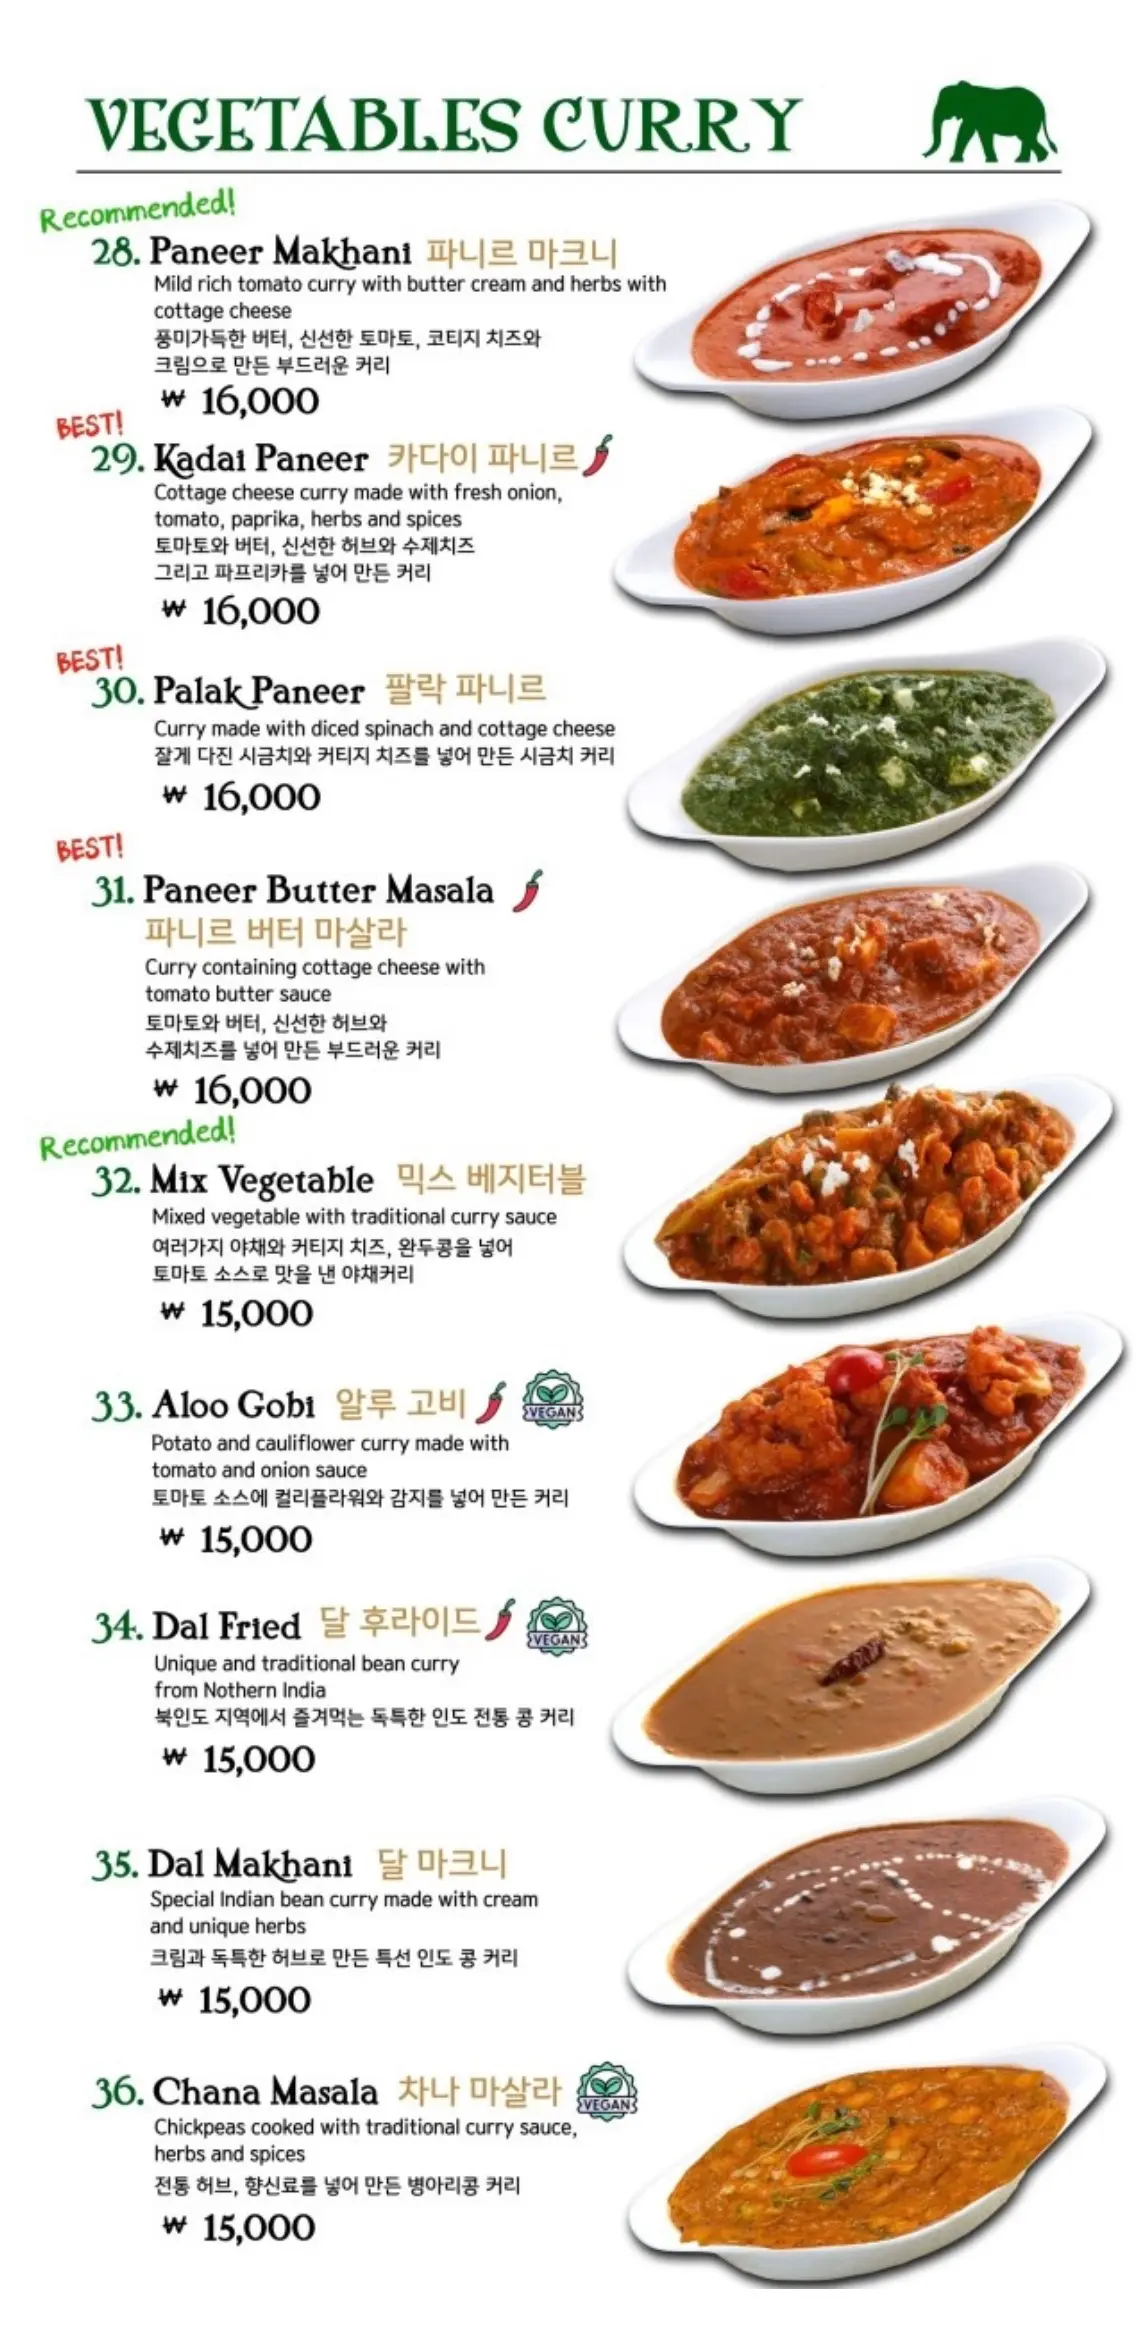 VEGETABLES CURRY
Recommended!
28. Paneer Makhani 파니르 마크니
Mild rich tomato curry with butter cream and herbs with
cottage cheese
풍미가득한 버터, 신선한 토마토, 코티지 치즈와
크림으로 만든 부드러운 커리
₩ 16,000
BEST!
29. Kadai Paneer 카다이 파니르
Cottage cheese curry made with fresh onion,
tomato, paprika, herbs and spices
토마토와 버터, 신선한 허브와 수제치즈
그리고 파프리카를 넣어 만든 커리
₩ 16,000
BEST!
30. Palak Paneer 팔락 파니르
Curry made with diced spinach and cottage cheese
잘게 다진 시금치와 커티지 치즈를 넣어 만든 시금치 커리
₩ 16,000
BEST!
31. Paneer Butter Masala
파니르 버터 마살라
Curry containing cottage cheese with
tomato butter sauce
토마토와 버터, 신선한 허브와
수제치즈를 넣어 만든 부드러운 커리
₩ 16,000
Recommended!
32. Mix Vegetable 믹스 베지터블
Mixed vegetable with traditional curry sauce
여러가지 야채와 커티지 치즈, 완두콩을 넣어
토마토 소스로 맛을 낸 야채커리
₩ 15,000
33. Aloo Gobi 알루 고비 VEGAN
Potato and cauliflower curry made with
tomato and onion sauce
토마토 소스에 컬리플라워와 감지를 넣어 만든 커리
₩ 15,000
34. Dal Fried 달 후라이드 VEGAN
Unique and traditional bean curry
from Nothern India
북인도 지역에서 즐겨먹는 독특한 인도 전통 콩 커리
₩ 15,000
35. Dal Makhani 달 마크니
Special Indian bean curry made with cream
and unique herbs
크림과 독특한 허브로 만든 특선 인도 콩 커리
₩ 15,000
36. Chana Masala 차나 마살라 VEGAN
Chickpeas cooked with traditional curry sauce,
herbs and spices
전통 허브, 향신료를 넣어 만든 병아리콩 커리
₩ 15,000